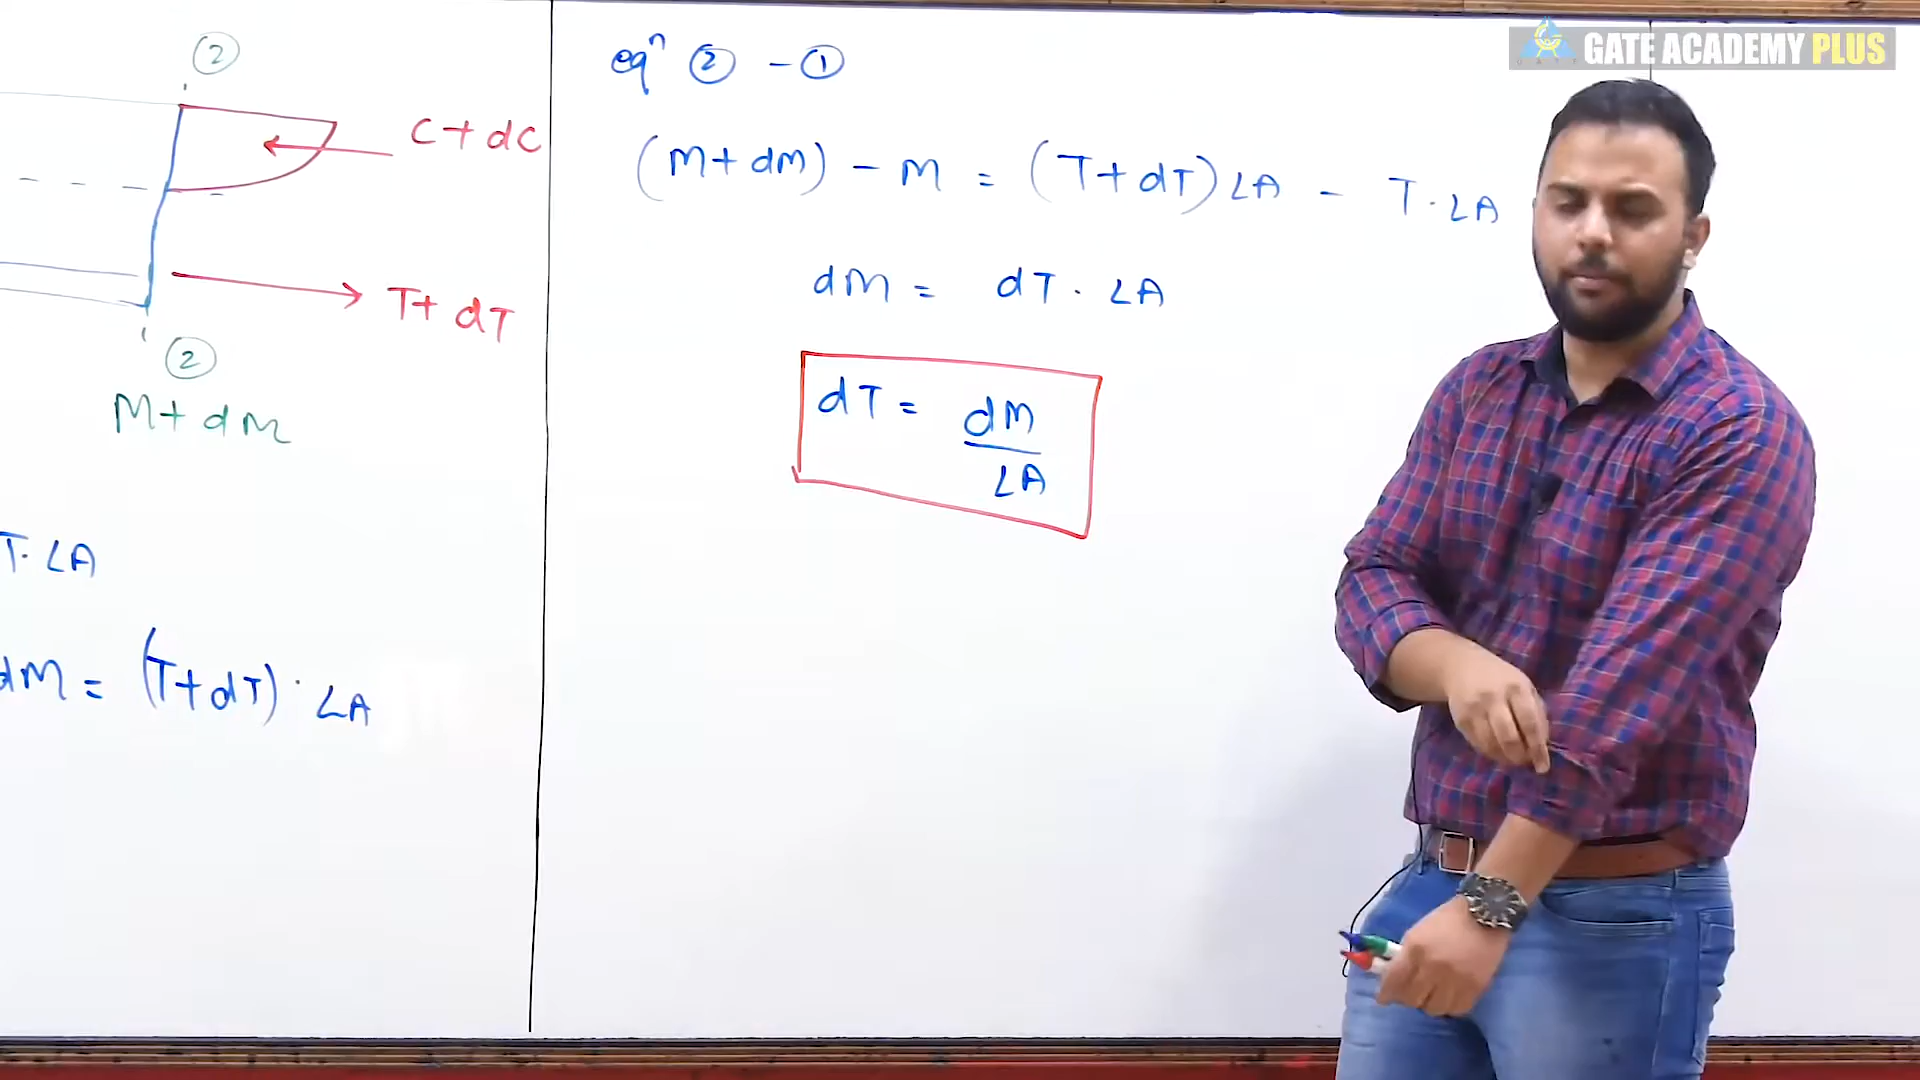 ②
C+dC
T+dT
②
M+dM
T·LA
dM = (T+dT)·LA
eqⁿ ② - ①
(M+dM) - M = (T+dT)LA - T·LA
dM = dT·LA
dT = dM
LA
GATE ACADEMY PLUS